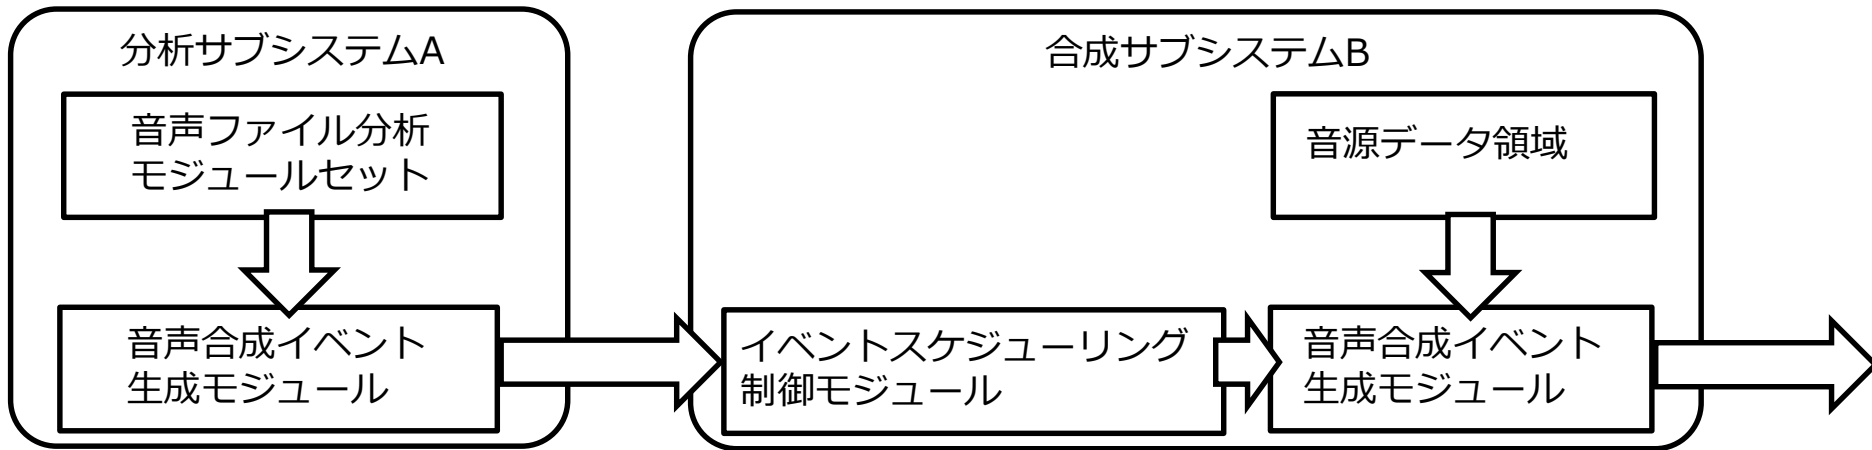 分析サブシステムA
音声ファイル分析
モジュールセット
音声合成イベント
生成モジュール
合成サブシステムB
音源データ領域
イベントスケジューリング
制御モジュール
音声合成イベント
生成モジュール